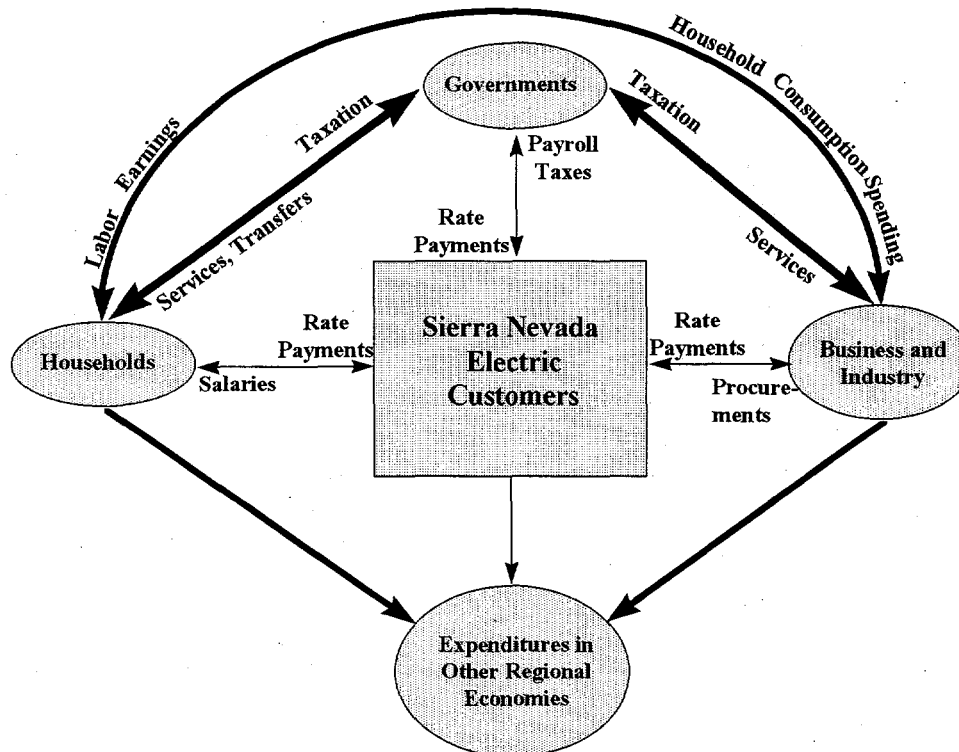 Household Consumption Spending
Labor Earnings
Governments
Taxation
Taxation
Payroll
Taxes
Services, Transfers
Services
Rate
Payments
Households
Rate
Payments
Salaries
Sierra Nevada
Electric
Customers
Rate
Payments
Procure-
ments
Business and
Industry
Expenditures in
Other Regional
Economies